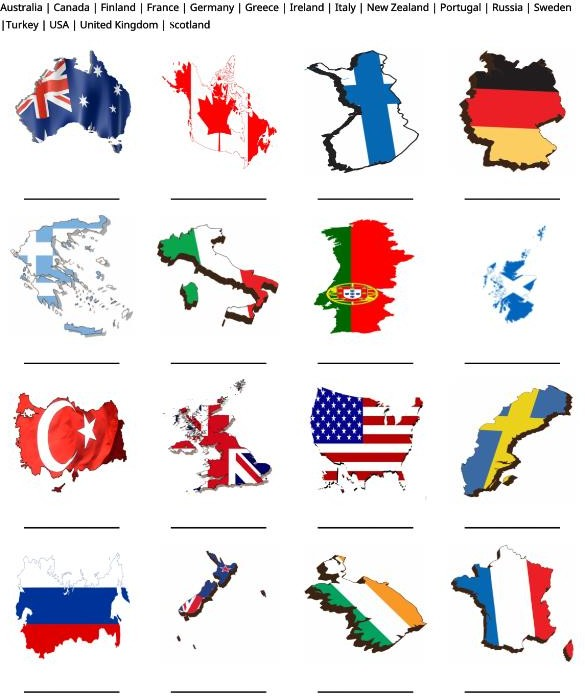 Australia | Canada | Finland | France | Germany | Greece | Ireland | Italy | New Zealand | Portugal | Russia | Sweden
|Turkey | USA | United Kingdom | Scotland